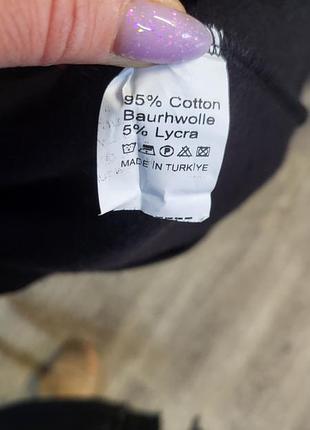 95% Cotton
Baurhwolle
5% Lycra
P
MADE İN TURKİYE